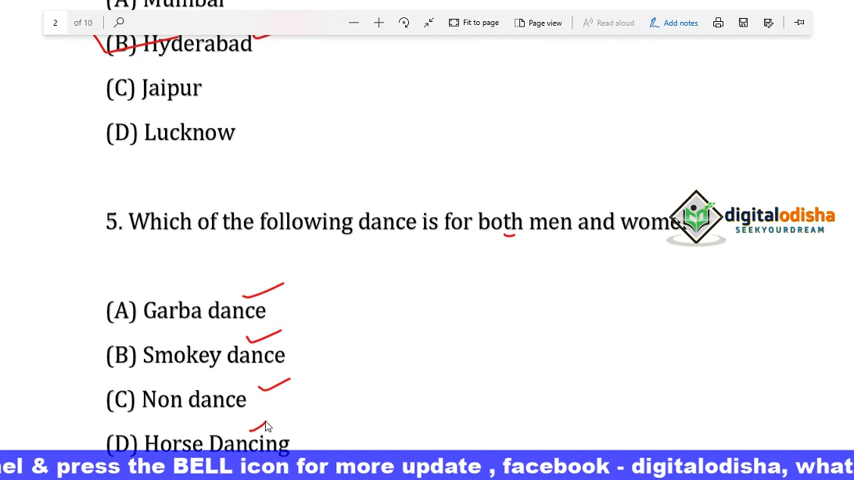 (A) Mumbai
2 of 10 Fit to page Page view Read aloud Add notes
(B) Hyderabad
(C) Jaipur
(D) Lucknow
5. Which of the following dance is for both men and wome
digitalodisha
SEEKYOURDREAM
(A) Garba dance
(B) Smokey dance
(C) Non dance
(D) Horse Dancing
nel & press the BELL icon for more update , facebook - digitalodisha, what